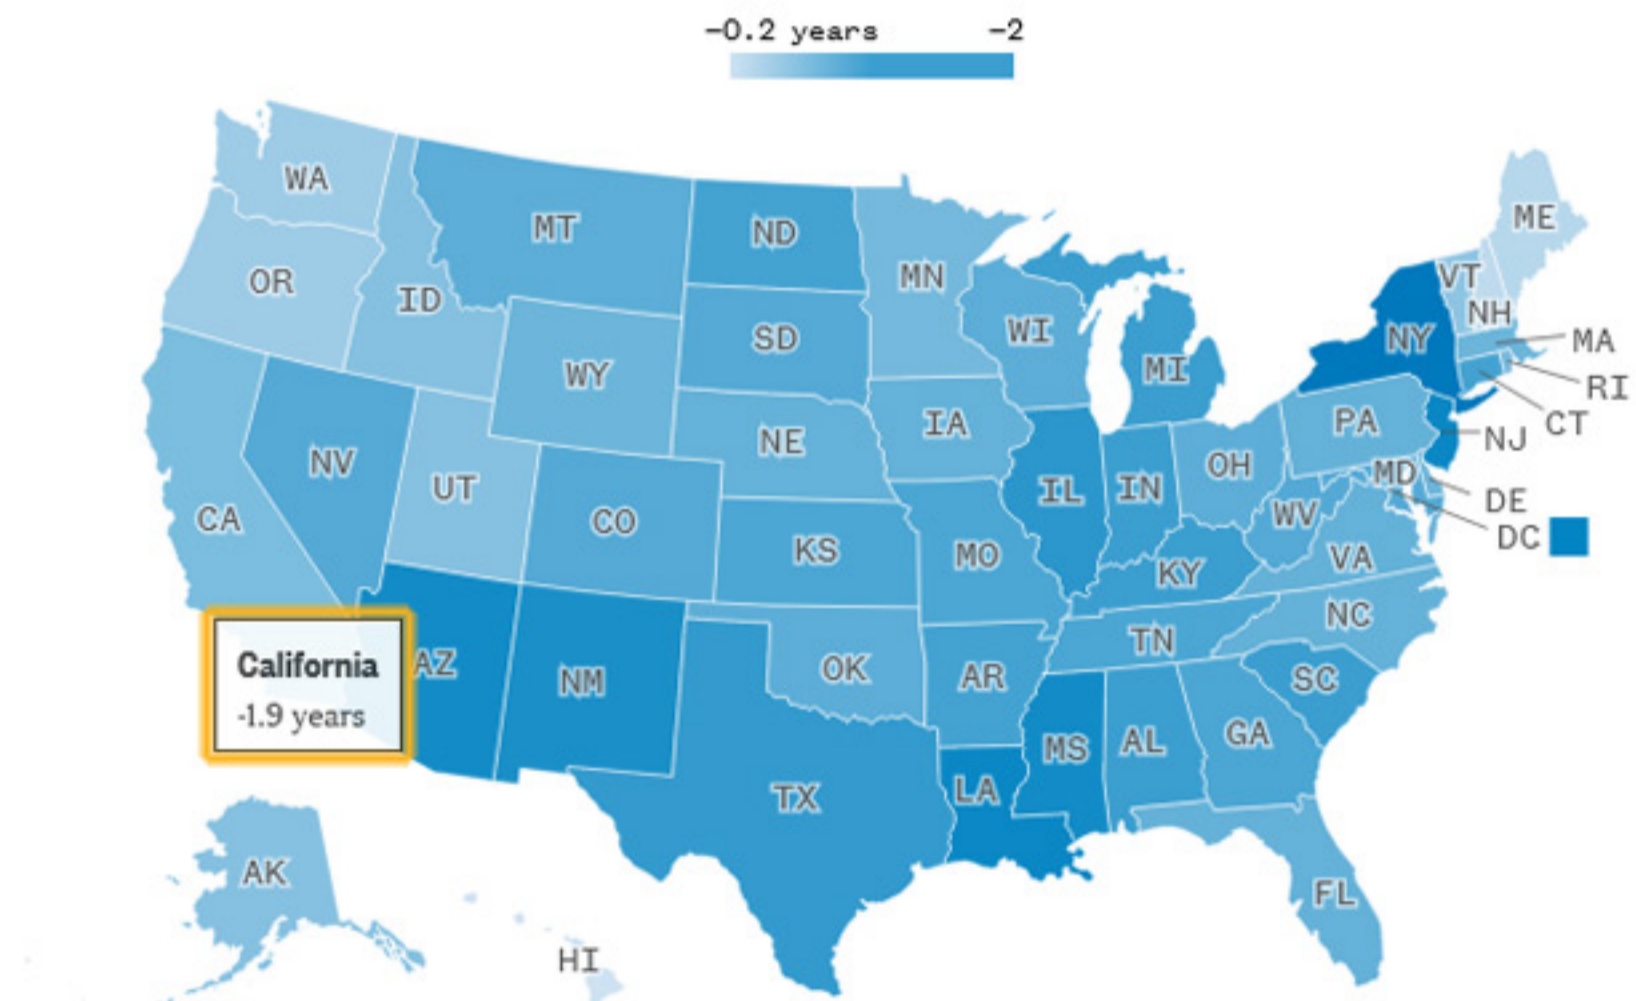 -0.2 years -2
WA
MT
ND
MN
ME
OR
ID
VT
NH
SD
WI
NY
MA
WY
MI
RI
IA
PA
CT
NE
NJ
NV
UT
OH
MD
DE
CA
CO
IL
IN
WV
DC
KS
MO
VA
KY
NC
TN
California
-1.9 years
AZ
NM
OK
AR
SC
MS
AL
GA
TX
LA
AK
FL
HI